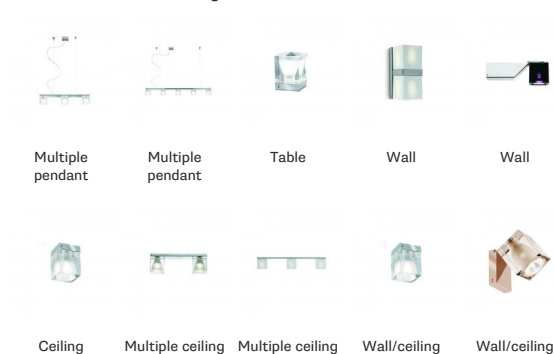 Multiple pendant
Multiple pendant
Table
Wall
Wall
Ceiling
Multiple ceiling
Multiple ceiling
Wall/ceiling
Wall/ceiling